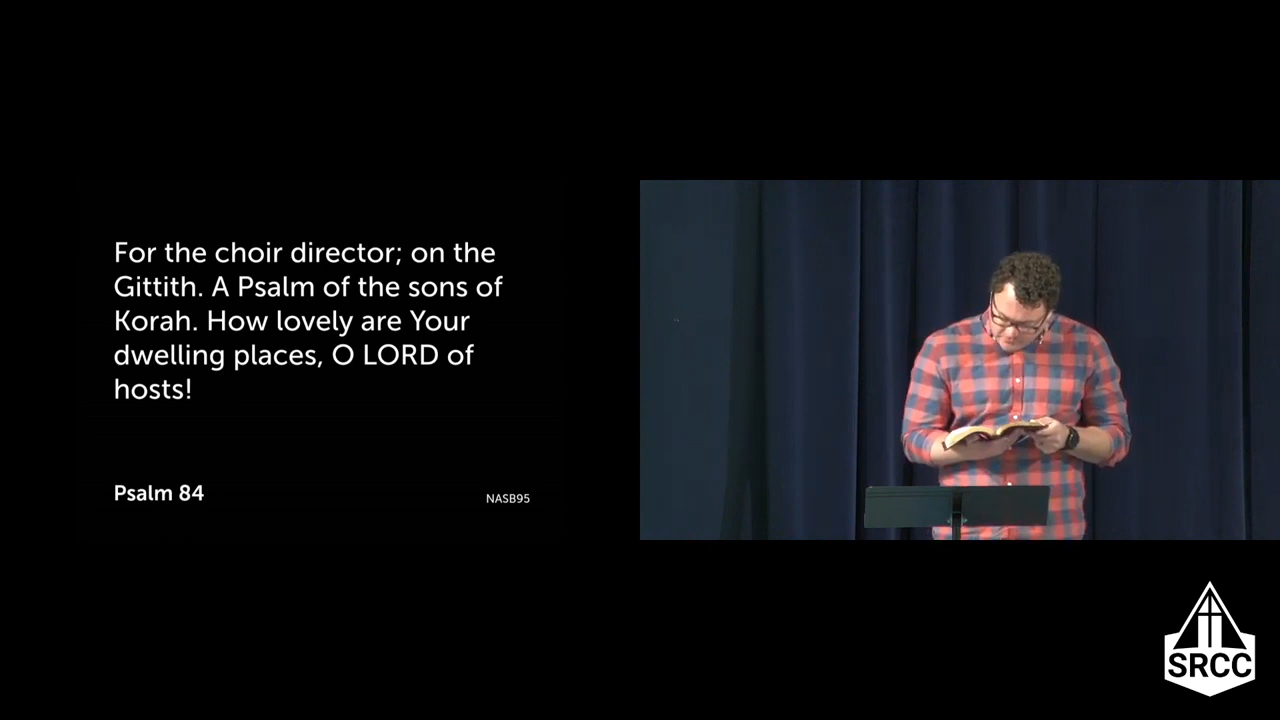 For the choir director; on the
Gittith. A Psalm of the sons of
Korah. How lovely are Your
dwelling places, O LORD of
hosts!
Psalm 84
NASB95
SRCC